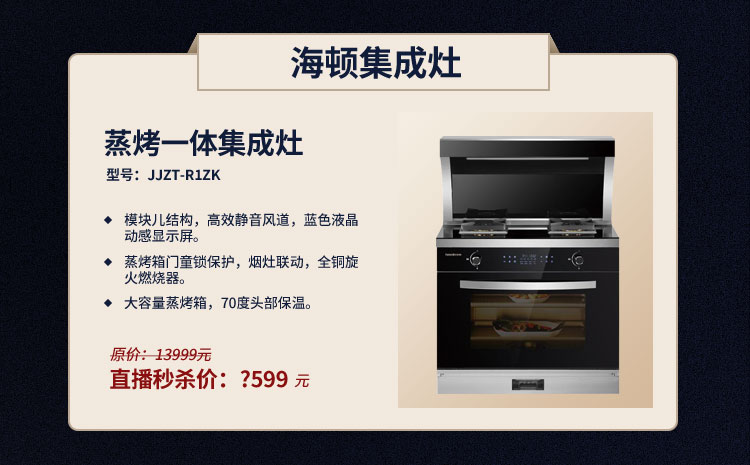 海顿集成灶
蒸烤一体集成灶
型号：JJZT-R1ZK
模块儿结构，高效静音风道，蓝色液晶
动感显示屏。
蒸烤箱门童锁保护，烟灶联动，全铜旋
火燃烧器。
大容量蒸烤箱，70度头部保温。
原价：13999元
直播秒杀价：?599 元